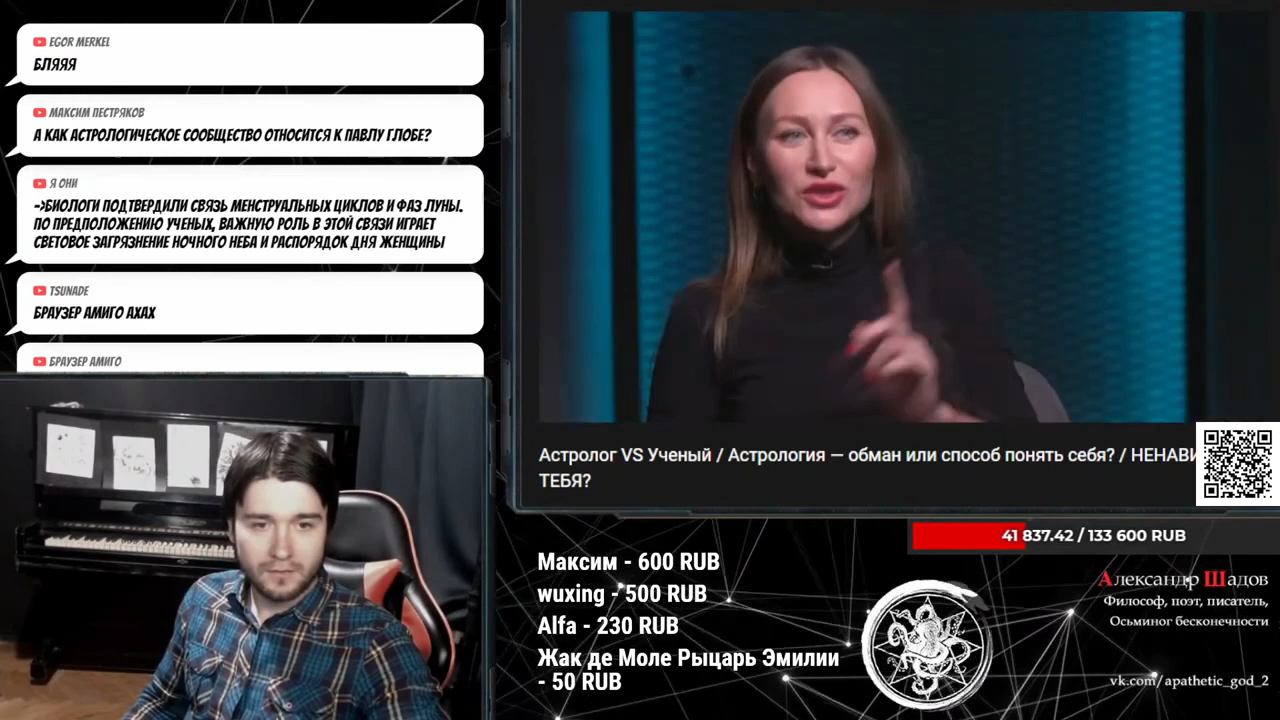 EGOR MERKEL
БЛЯЯЯ
МАКСИМ ПЕСТРЯКОВ
А КАК АСТРОЛОГИЧЕСКОЕ СООБЩЕСТВО ОТНОСИТСЯ К ПАВЛУ ГЛОБЕ?
Я ОНИ
->БИОЛОГИ ПОДТВЕРДИЛИ СВЯЗЬ МЕНСТРУАЛЬНЫХ ЦИКЛОВ И ФАЗ ЛУНЫ.
ПО ПРЕДПОЛОЖЕНИЮ УЧЕНЫХ, ВАЖНУЮ РОЛЬ В ЭТОЙ СВЯЗИ ИГРАЕТ
СВЕТОВОЕ ЗАГРЯЗНЕНИЕ НОЧНОГО НЕБА И РАСПОРЯДОК ДНЯ ЖЕНЩИНЫ
TSUNADE
БРАУЗЕР АМИГО АХАХ
БРАУЗЕР АМИГО
Астролог VS Ученый / Астрология — обман или способ понять себя? / НЕНАВИ
ТЕБЯ?
41 837.42 / 133 600 RUB
Максим - 600 RUB
wuxing - 500 RUB
Alfa - 230 RUB
Жак де Моле Рыцарь Эмилии
- 50 RUB
Александр Шадов
Философ, поэт, писатель,
Осьминог бесконечности
vk.com/apathetic_god_2